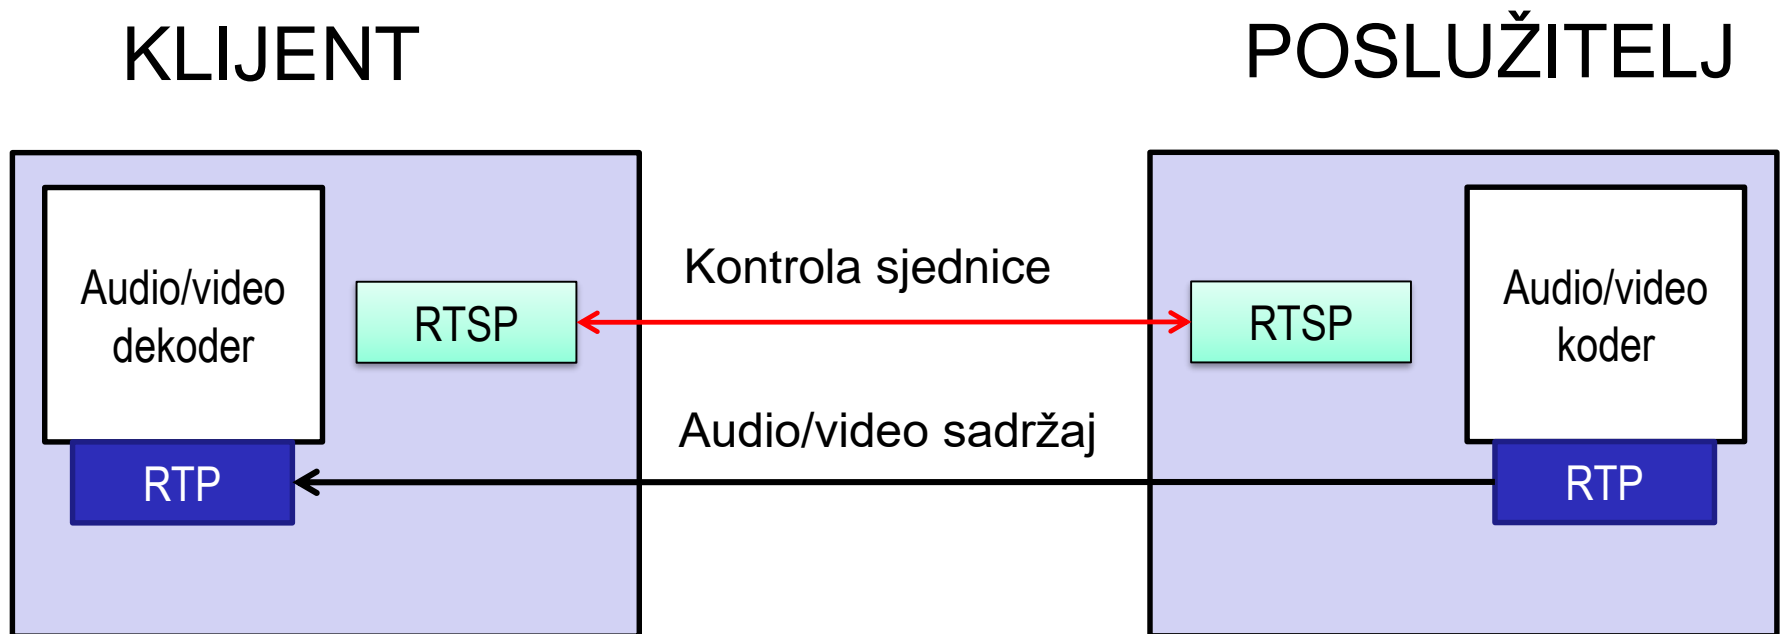 KLIJENT
POSLUŽITELJ
Audio/video
dekoder
RTSP
Kontrola sjednice
RTSP
Audio/video
koder
Audio/video sadržaj
RTP
RTP